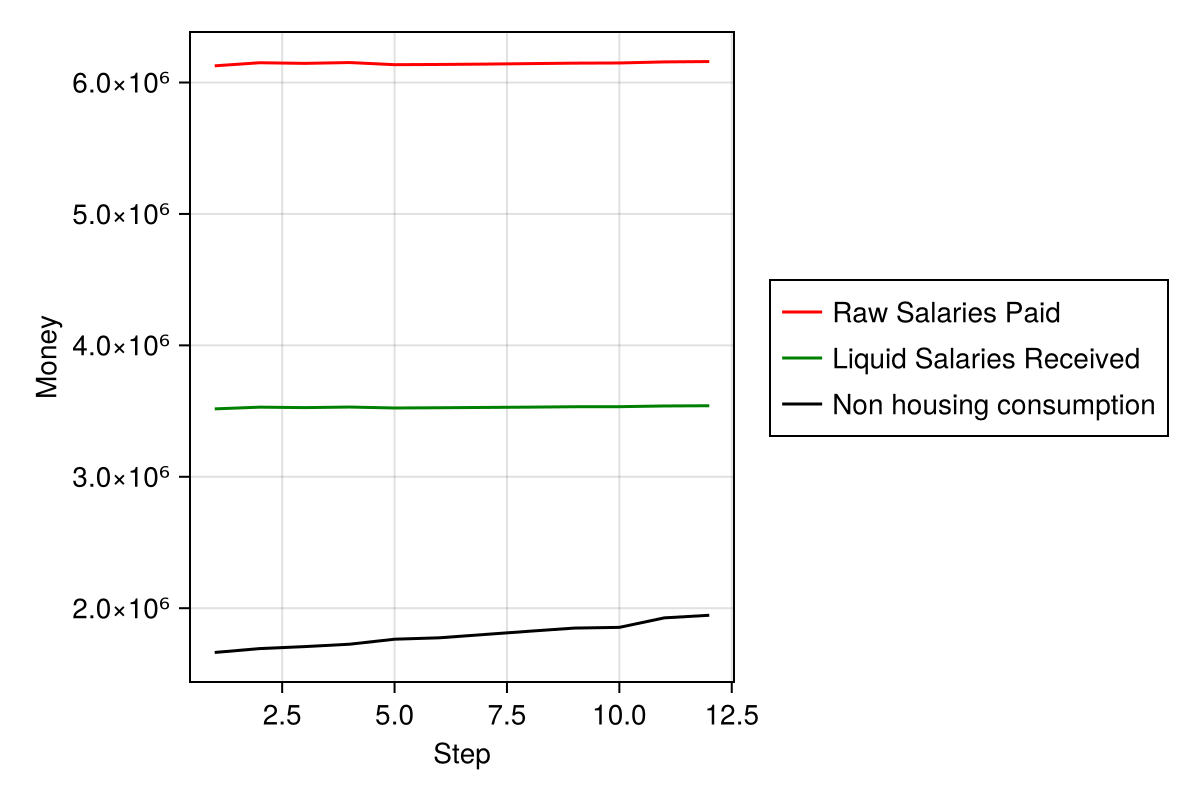 6.0×10⁶
5.0×10⁶
4.0×10⁶
3.0×10⁶
2.0×10⁶
Money
2.5 5.0 7.5 10.0 12.5
Step
Raw Salaries Paid
Liquid Salaries Received
Non housing consumption